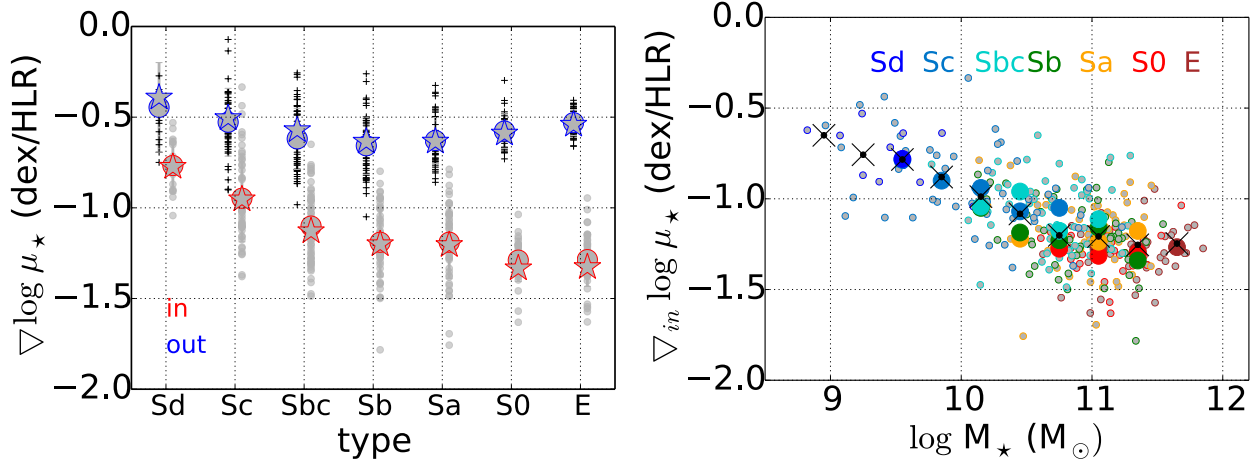 0.0
−0.5
−1.0
−1.5
−2.0
▽log μ⋆ (dex/HLR)
in
out
Sd Sc Sbc Sb Sa S0 E
type
0.0
−0.5
−1.0
−1.5
−2.0
▽in log μ⋆ (dex/HLR)
Sd Sc Sbc Sb Sa S0 E
9 10 11 12
log M⋆ (M⊙)